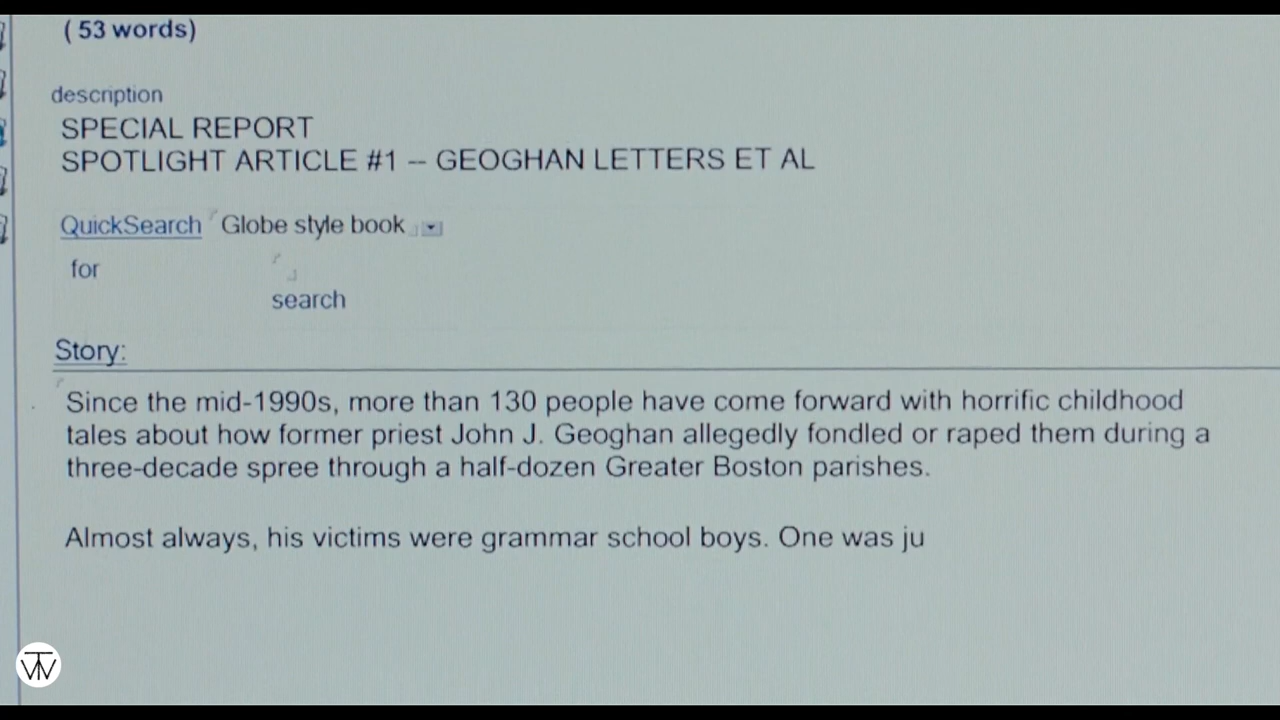 ( 53 words)
description
SPECIAL REPORT
SPOTLIGHT ARTICLE #1 -- GEOGHAN LETTERS ET AL
QuickSearch Globe style book
for
search
Story:
Since the mid-1990s, more than 130 people have come forward with horrific childhood
tales about how former priest John J. Geoghan allegedly fondled or raped them during a
three-decade spree through a half-dozen Greater Boston parishes.
Almost always, his victims were grammar school boys. One was ju